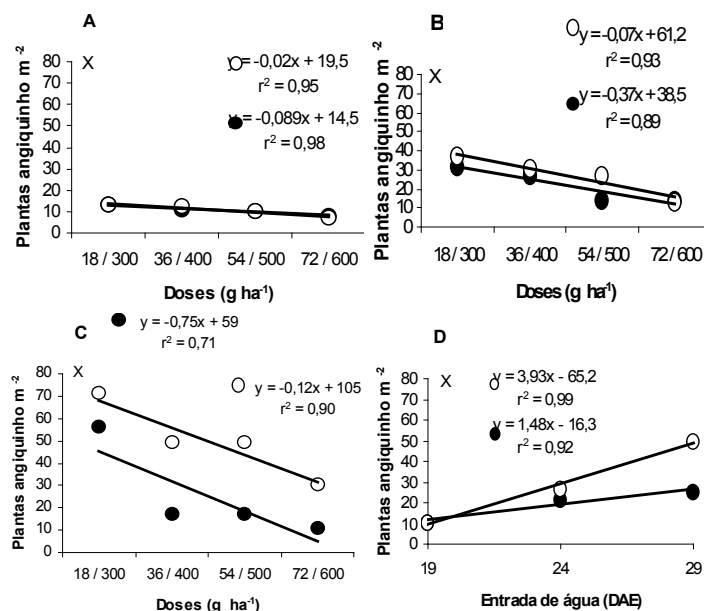 A
Plantas angiquinho m -2
80
70
60
50
40
30
20
10
0
X
y = -0,02x + 19,5
r2 = 0,95
y = -0,089x + 14,5
r2 = 0,98
18 / 300 36 / 400 54 / 500 72 / 600
Doses (g ha-1)
B
Plantas angiquinho m -2
80
70
60
50
40
30
20
10
0
X
y = -0,07x + 61,2
r2 = 0,93
y = -0,37x + 38,5
r2 = 0,89
18 / 300 36 / 400 54 / 500 72 / 600
Doses (g ha-1)
C
y = -0,75x + 59
r2 = 0,71
Plantas angiquinho m -2
80
70
60
50
40
30
20
10
0
X
y = -0,12x + 105
r2 = 0,90
18 / 300 36 / 400 54 / 500 72 / 600
Doses (g ha-1)
D
Plantas angiquinho m -2
80
70
60
50
40
30
20
10
0
X
y = 3,93x - 65,2
r2 = 0,99
y = 1,48x - 16,3
r2 = 0,92
19 24 29
Entrada de água (DAE)